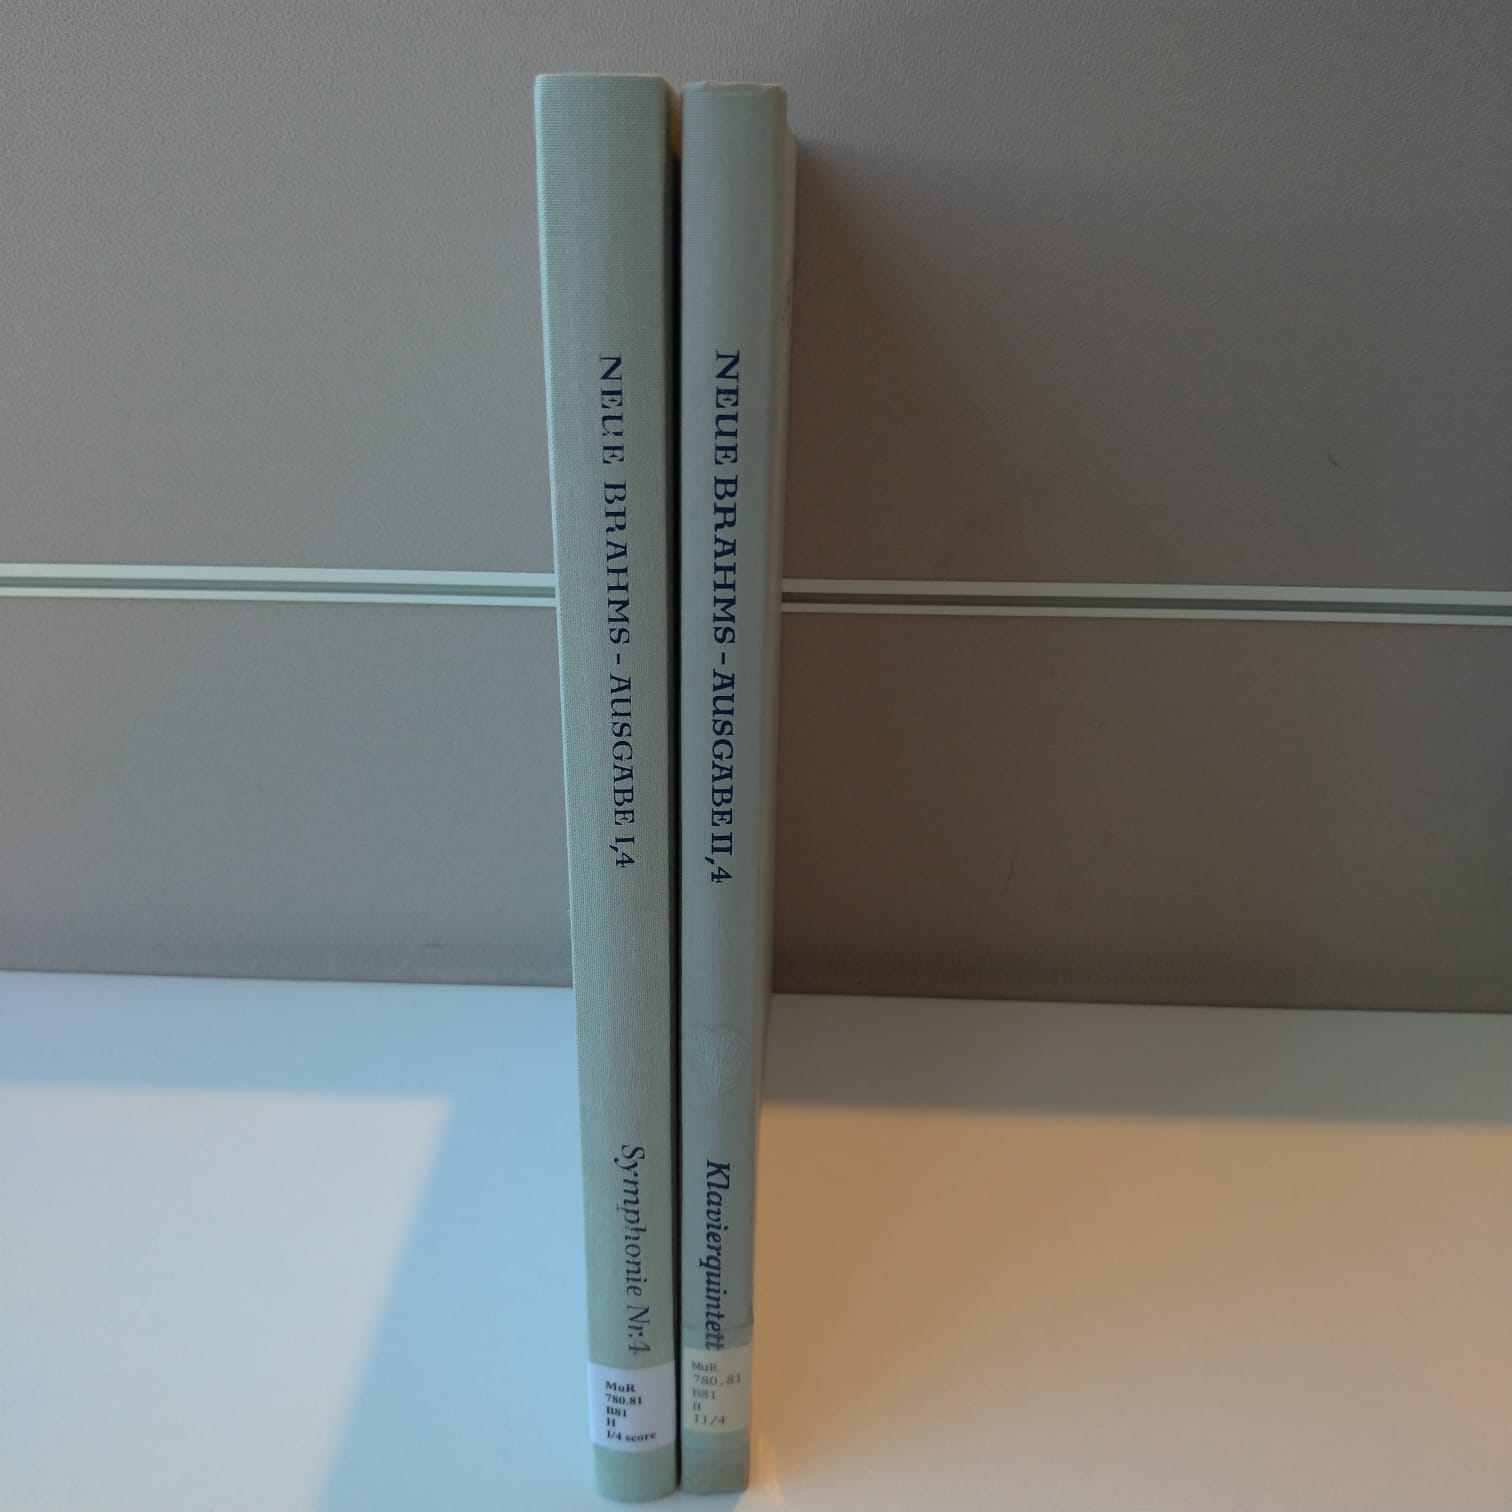 NEUE BRAHMS - AUSGABE I,4
Symphonie Nr.4
MuR
780.81
B81
H
I/4 score
NEUE BRAHMS - AUSGABE II,4
Klavierquintett
MuR
780.81
B81
H
II/4